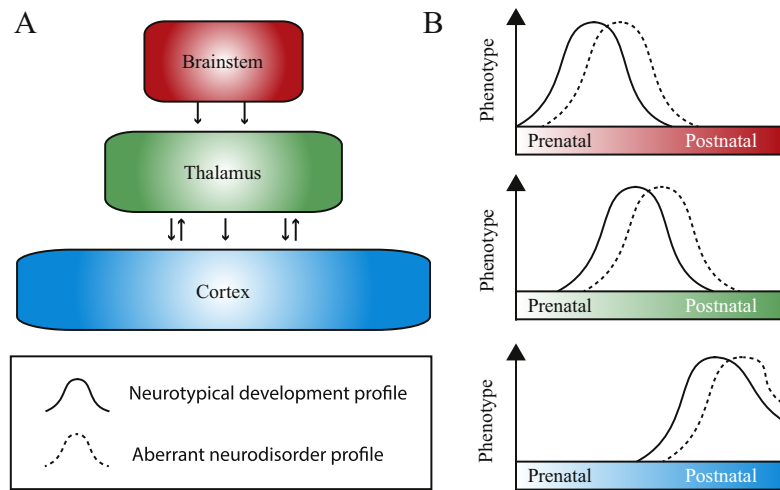 A
Brainstem
Thalamus
Cortex
Neurotypical development profile
Aberrant neurodisorder profile
B
Phenotype
Prenatal Postnatal
Phenotype
Prenatal Postnatal
Phenotype
Prenatal Postnatal